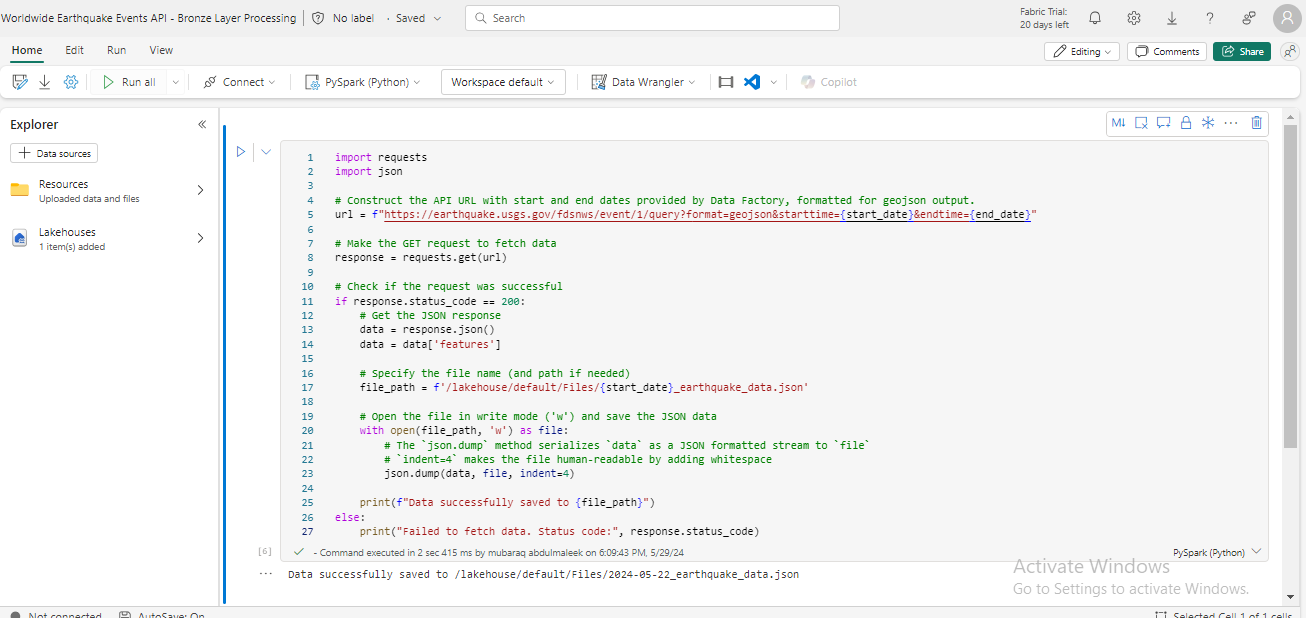 Worldwide Earthquake Events API - Bronze Layer Processing
No label
Saved
Search
Fabric Trial:
20 days left
Home Edit Run View
Editing
Comments
Share
Run all
Connect
PySpark (Python)
Workspace default
Data Wrangler
Copilot
Explorer
Data sources
Resources
Uploaded data and files
Lakehouses
1 item(s) added
M↓
1 import requests
2 import json
3
4 # Construct the API URL with start and end dates provided by Data Factory, formatted for geojson output.
5 url = f"https://earthquake.usgs.gov/fdsnws/event/1/query?format=geojson&starttime={start_date}&endtime={end_date}"
6
7 # Make the GET request to fetch data
8 response = requests.get(url)
9
10 # Check if the request was successful
11 if response.status_code == 200:
12     # Get the JSON response
13     data = response.json()
14     data = data['features']
15
16     # Specify the file name (and path if needed)
17     file_path = f'/lakehouse/default/Files/{start_date}_earthquake_data.json'
18
19     # Open the file in write mode ('w') and save the JSON data
20     with open(file_path, 'w') as file:
21         # The `json.dump` method serializes `data` as a JSON formatted stream to `file`
22         # `indent=4` makes the file human-readable by adding whitespace
23         json.dump(data, file, indent=4)
24
25     print(f"Data successfully saved to {file_path}")
26 else:
27     print("Failed to fetch data. Status code:", response.status_code)
[6]
- Command executed in 2 sec 415 ms by mubaraq abdulmaleek on 6:09:43 PM, 5/29/24
PySpark (Python)
Data successfully saved to /lakehouse/default/Files/2024-05-22_earthquake_data.json
Activate Windows
Go to Settings to activate Windows.
Not connected
AutoSave: On
Selected Cell 1 of 1 cells